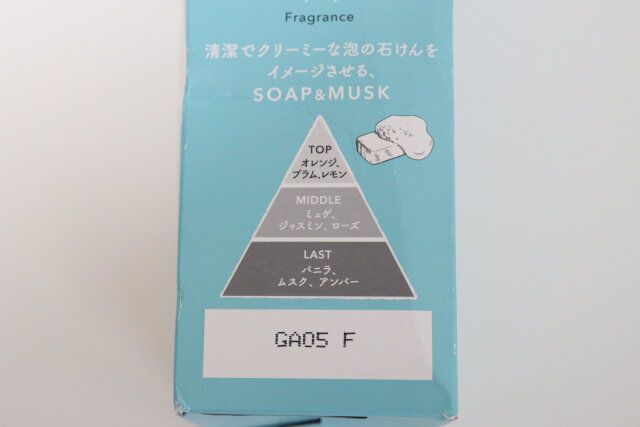 Fragrance
清潔でクリーミーな泡の石けんを
イメージさせる、
SOAP&MUSK
TOP
オレンジ、
プラム、レモン
MIDDLE
ミュゲ、
ジャスミン、ローズ
LAST
バニラ、
ムスク、アンバー
GA05 F